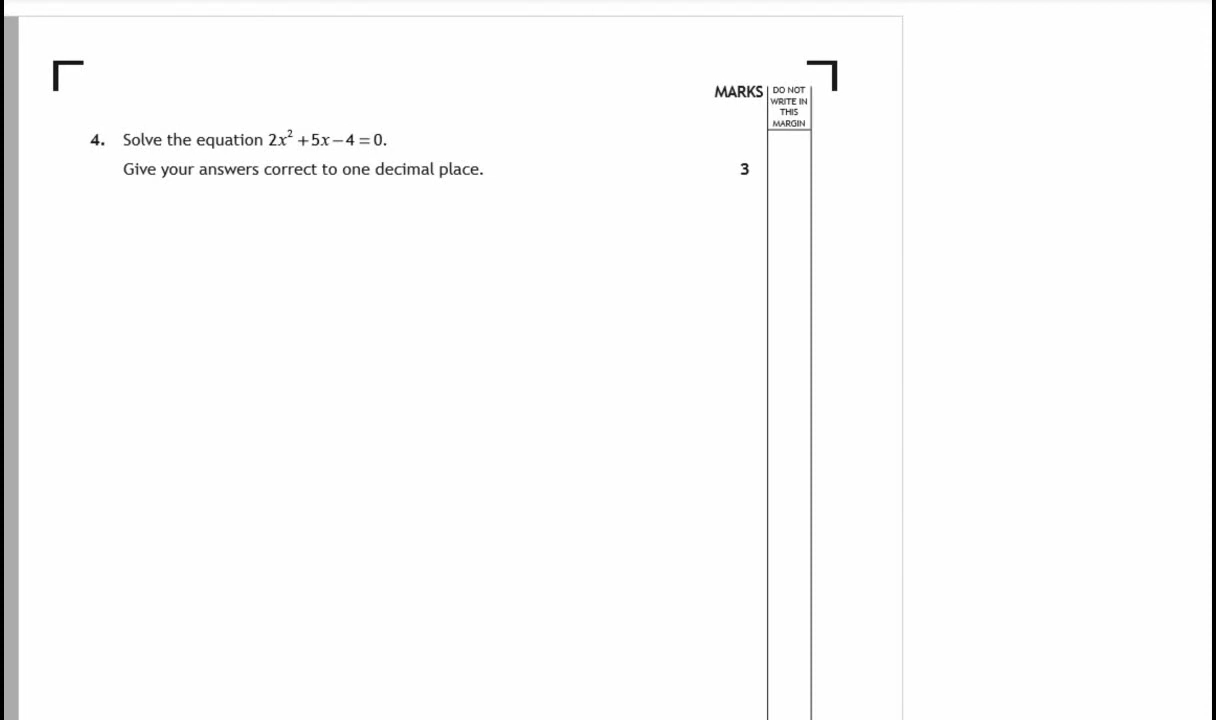 MARKS
DO NOT
WRITE IN
THIS
MARGIN
4. Solve the equation 2x² + 5x − 4 = 0.
Give your answers correct to one decimal place.
3